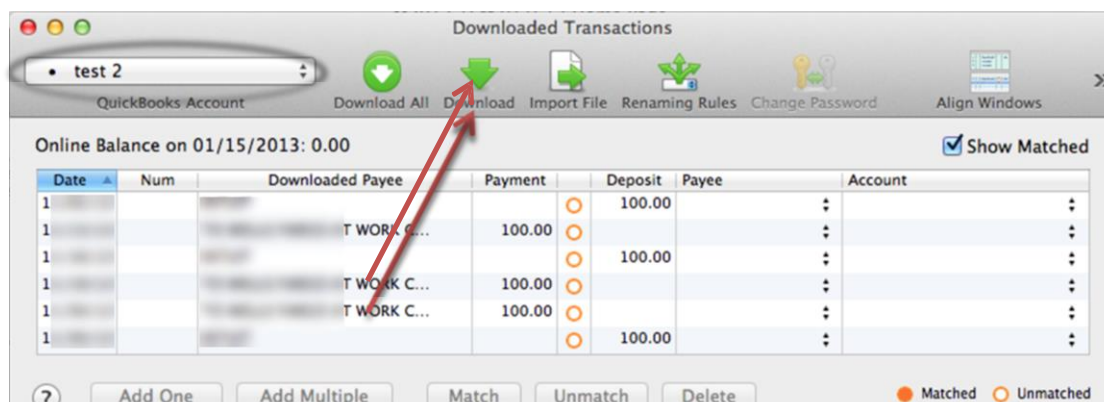 Downloaded Transactions
• test 2
QuickBooks Account Download All Download Import File Renaming Rules Change Password Align Windows »
Online Balance on 01/15/2013: 0.00 Show Matched
Date Num Downloaded Payee Payment Deposit Payee Account
1 100.00
1 T WORK C... 100.00
1 100.00
1 T WORK C... 100.00
1 T WORK C... 100.00
1 100.00
? Add One Add Multiple Match Unmatch Delete Matched Unmatched